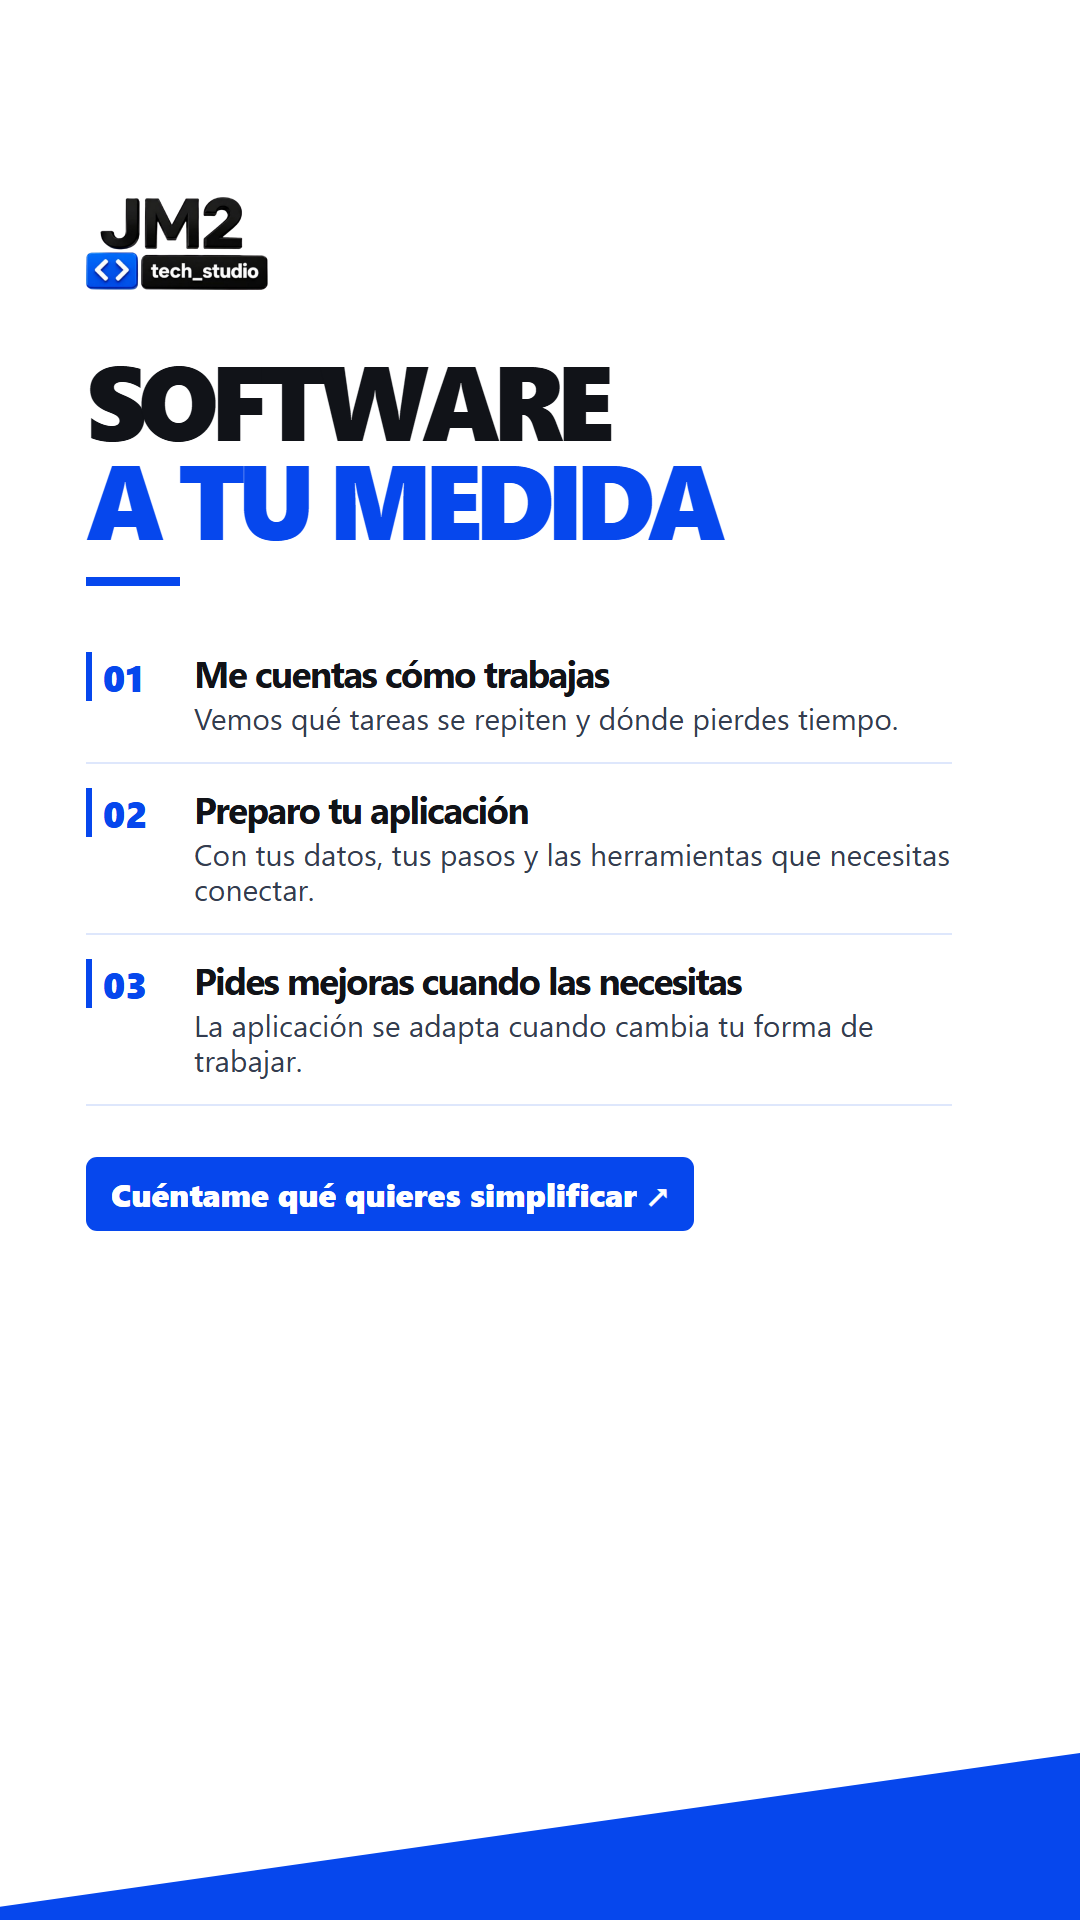 JM2
<> tech_studio
SOFTWARE
A TU MEDIDA
01 Me cuentas cómo trabajas
Vemos qué tareas se repiten y dónde pierdes tiempo.
02 Preparo tu aplicación
Con tus datos, tus pasos y las herramientas que necesitas
conectar.
03 Pides mejoras cuando las necesitas
La aplicación se adapta cuando cambia tu forma de
trabajar.
Cuéntame qué quieres simplificar ↗